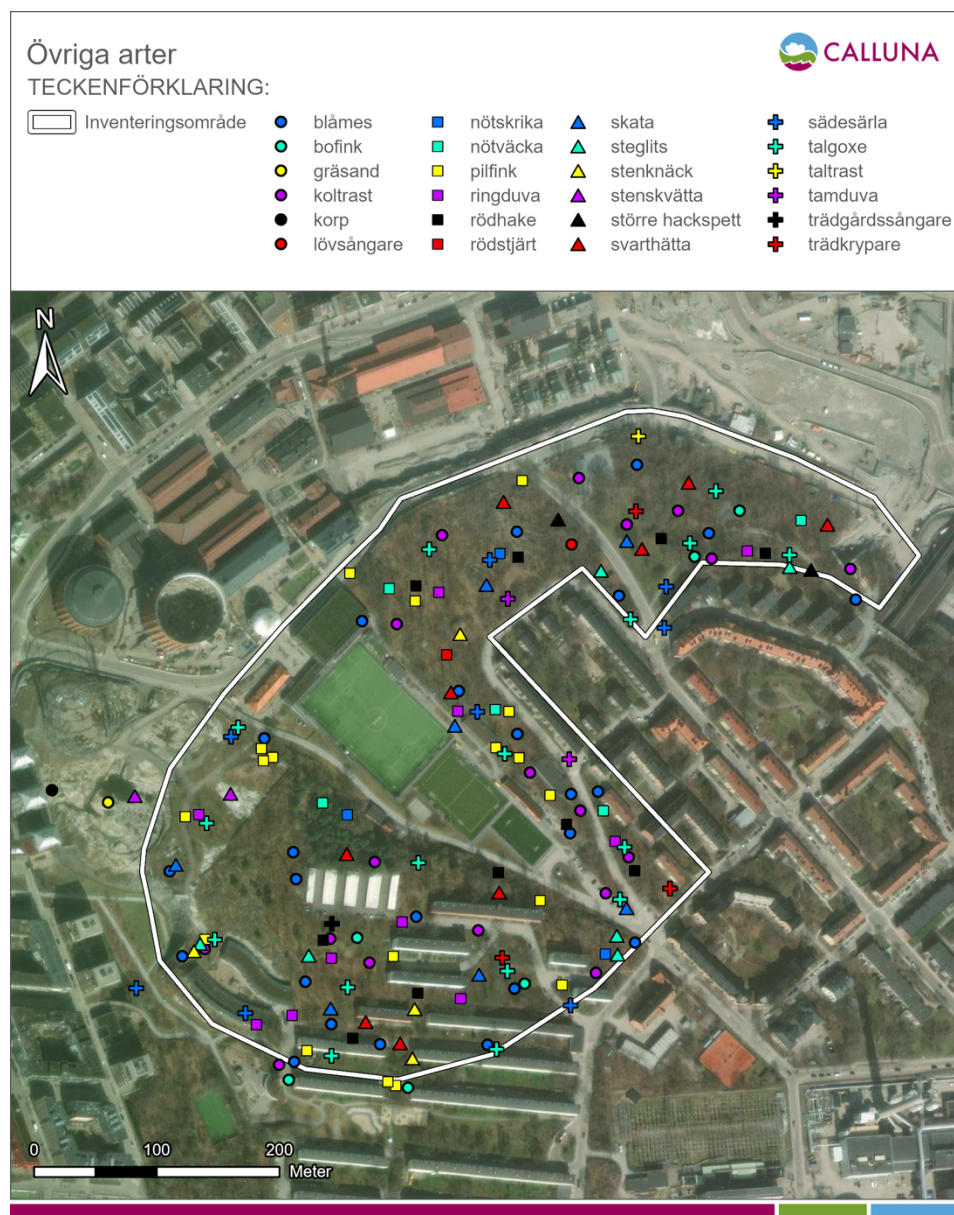 Övriga arter
CALLUNA
TECKENFÖRKLARING:
Inventeringsområde
blåmes
bofink
gräsand
koltrast
korp
lövsångare
nötskrika
nötväcka
pilfink
ringduva
rödhake
rödstjärt
skata
steglits
stenknäck
stenskvätta
större hackspett
svarthätta
sädesärla
talgoxe
taltrast
tamduva
trädgårdssångare
trädkrypare
N
0 100 200
Meter